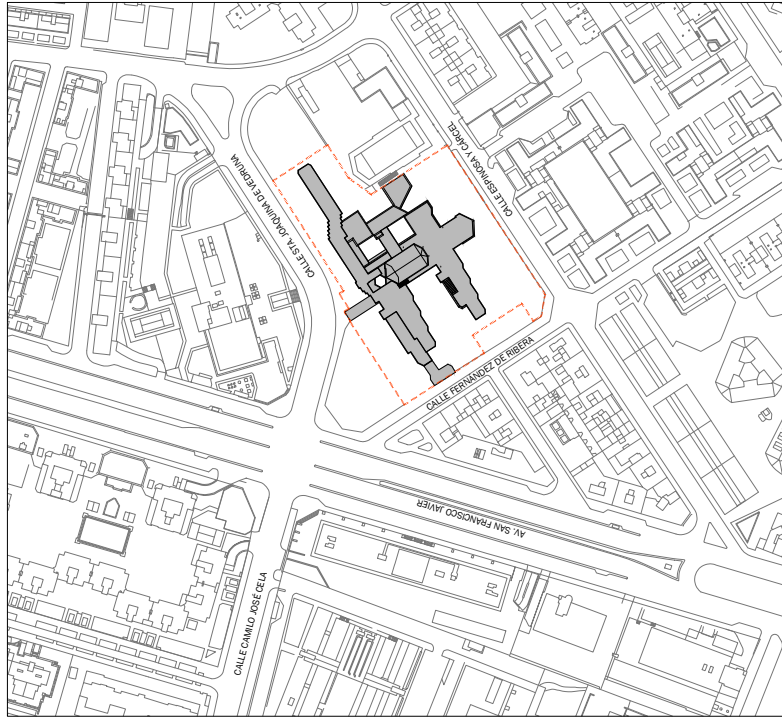 CALLE ESPINOSA Y CÁRCEL
CALLE STA. JOAQUINA DE VEDRUNA
CALLE FERNÁNDEZ DE RIBERA
AV. SAN FRANCISCO JAVIER
CALLE CAMILO JOSÉ CELA